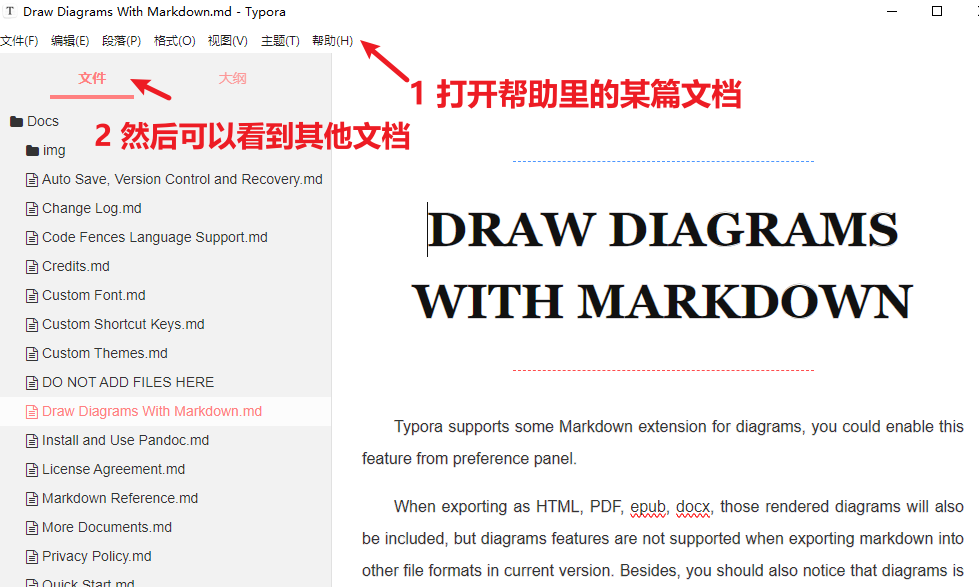 T Draw Diagrams With Markdown.md - Typora
文件(F) 编辑(E) 段落(P) 格式(O) 视图(V) 主题(T) 帮助(H)
文件 大纲
1 打开帮助里的某篇文档
2 然后可以看到其他文档
Docs
img
Auto Save, Version Control and Recovery.md
Change Log.md
Code Fences Language Support.md
Credits.md
Custom Font.md
Custom Shortcut Keys.md
Custom Themes.md
DO NOT ADD FILES HERE
Draw Diagrams With Markdown.md
Install and Use Pandoc.md
License Agreement.md
Markdown Reference.md
More Documents.md
Privacy Policy.md
Quick Start.md
DRAW DIAGRAMS
WITH MARKDOWN
Typora supports some Markdown extension for diagrams, you could enable this
feature from preference panel.
When exporting as HTML, PDF, epub, docx, those rendered diagrams will also
be included, but diagrams features are not supported when exporting markdown into
other file formats in current version. Besides, you should also notice that diagrams is